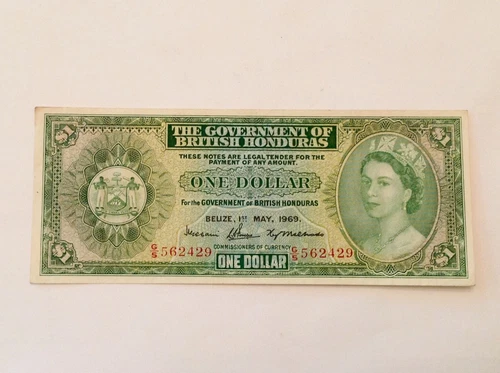 $1 $1
THE GOVERNMENT OF
BRITISH HONDURAS
THESE NOTES ARE LEGAL TENDER FOR THE
PAYMENT OF ANY AMOUNT.
ONE DOLLAR
For the GOVERNMENT OF BRITISH HONDURAS
BELIZE, 1ST MAY, 1969.
G/5 562429 G/5 562429
COMMISSIONERS OF CURRENCY
$1 ONE DOLLAR $1